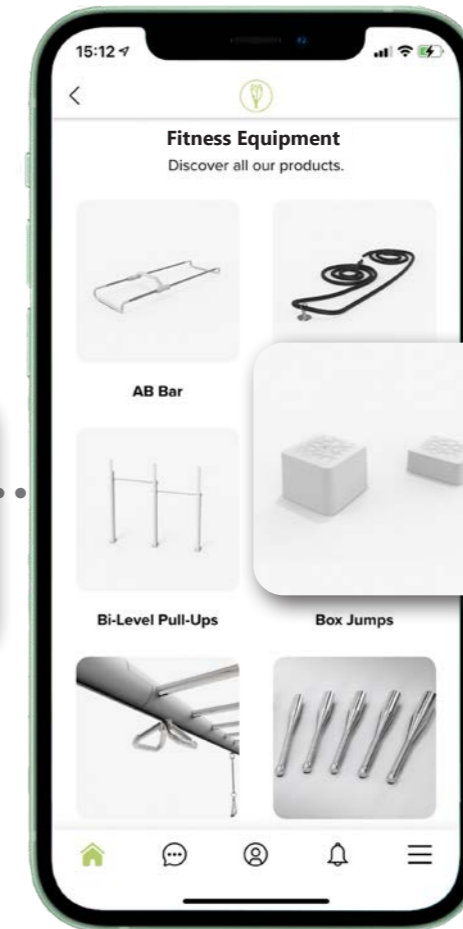 15:12
Fitness Equipment
Discover all our products.
AB Bar
Bi-Level Pull-Ups
Box Jumps